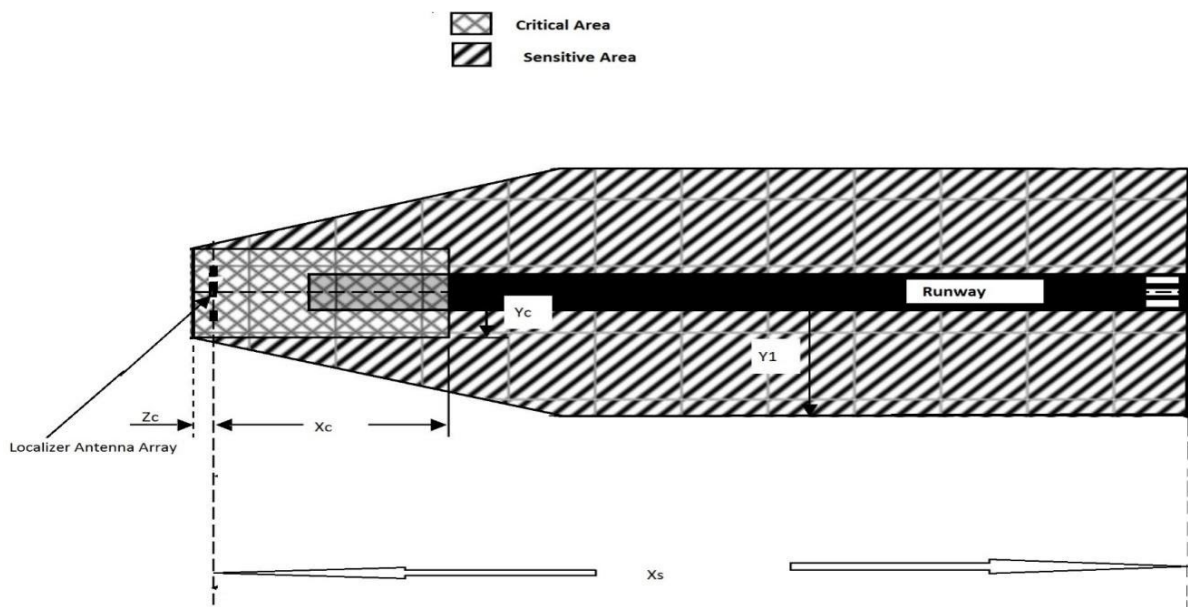 Critical Area
Sensitive Area
Runway
Yc
Y1
Zc
Xc
Localizer Antenna Array
Xs